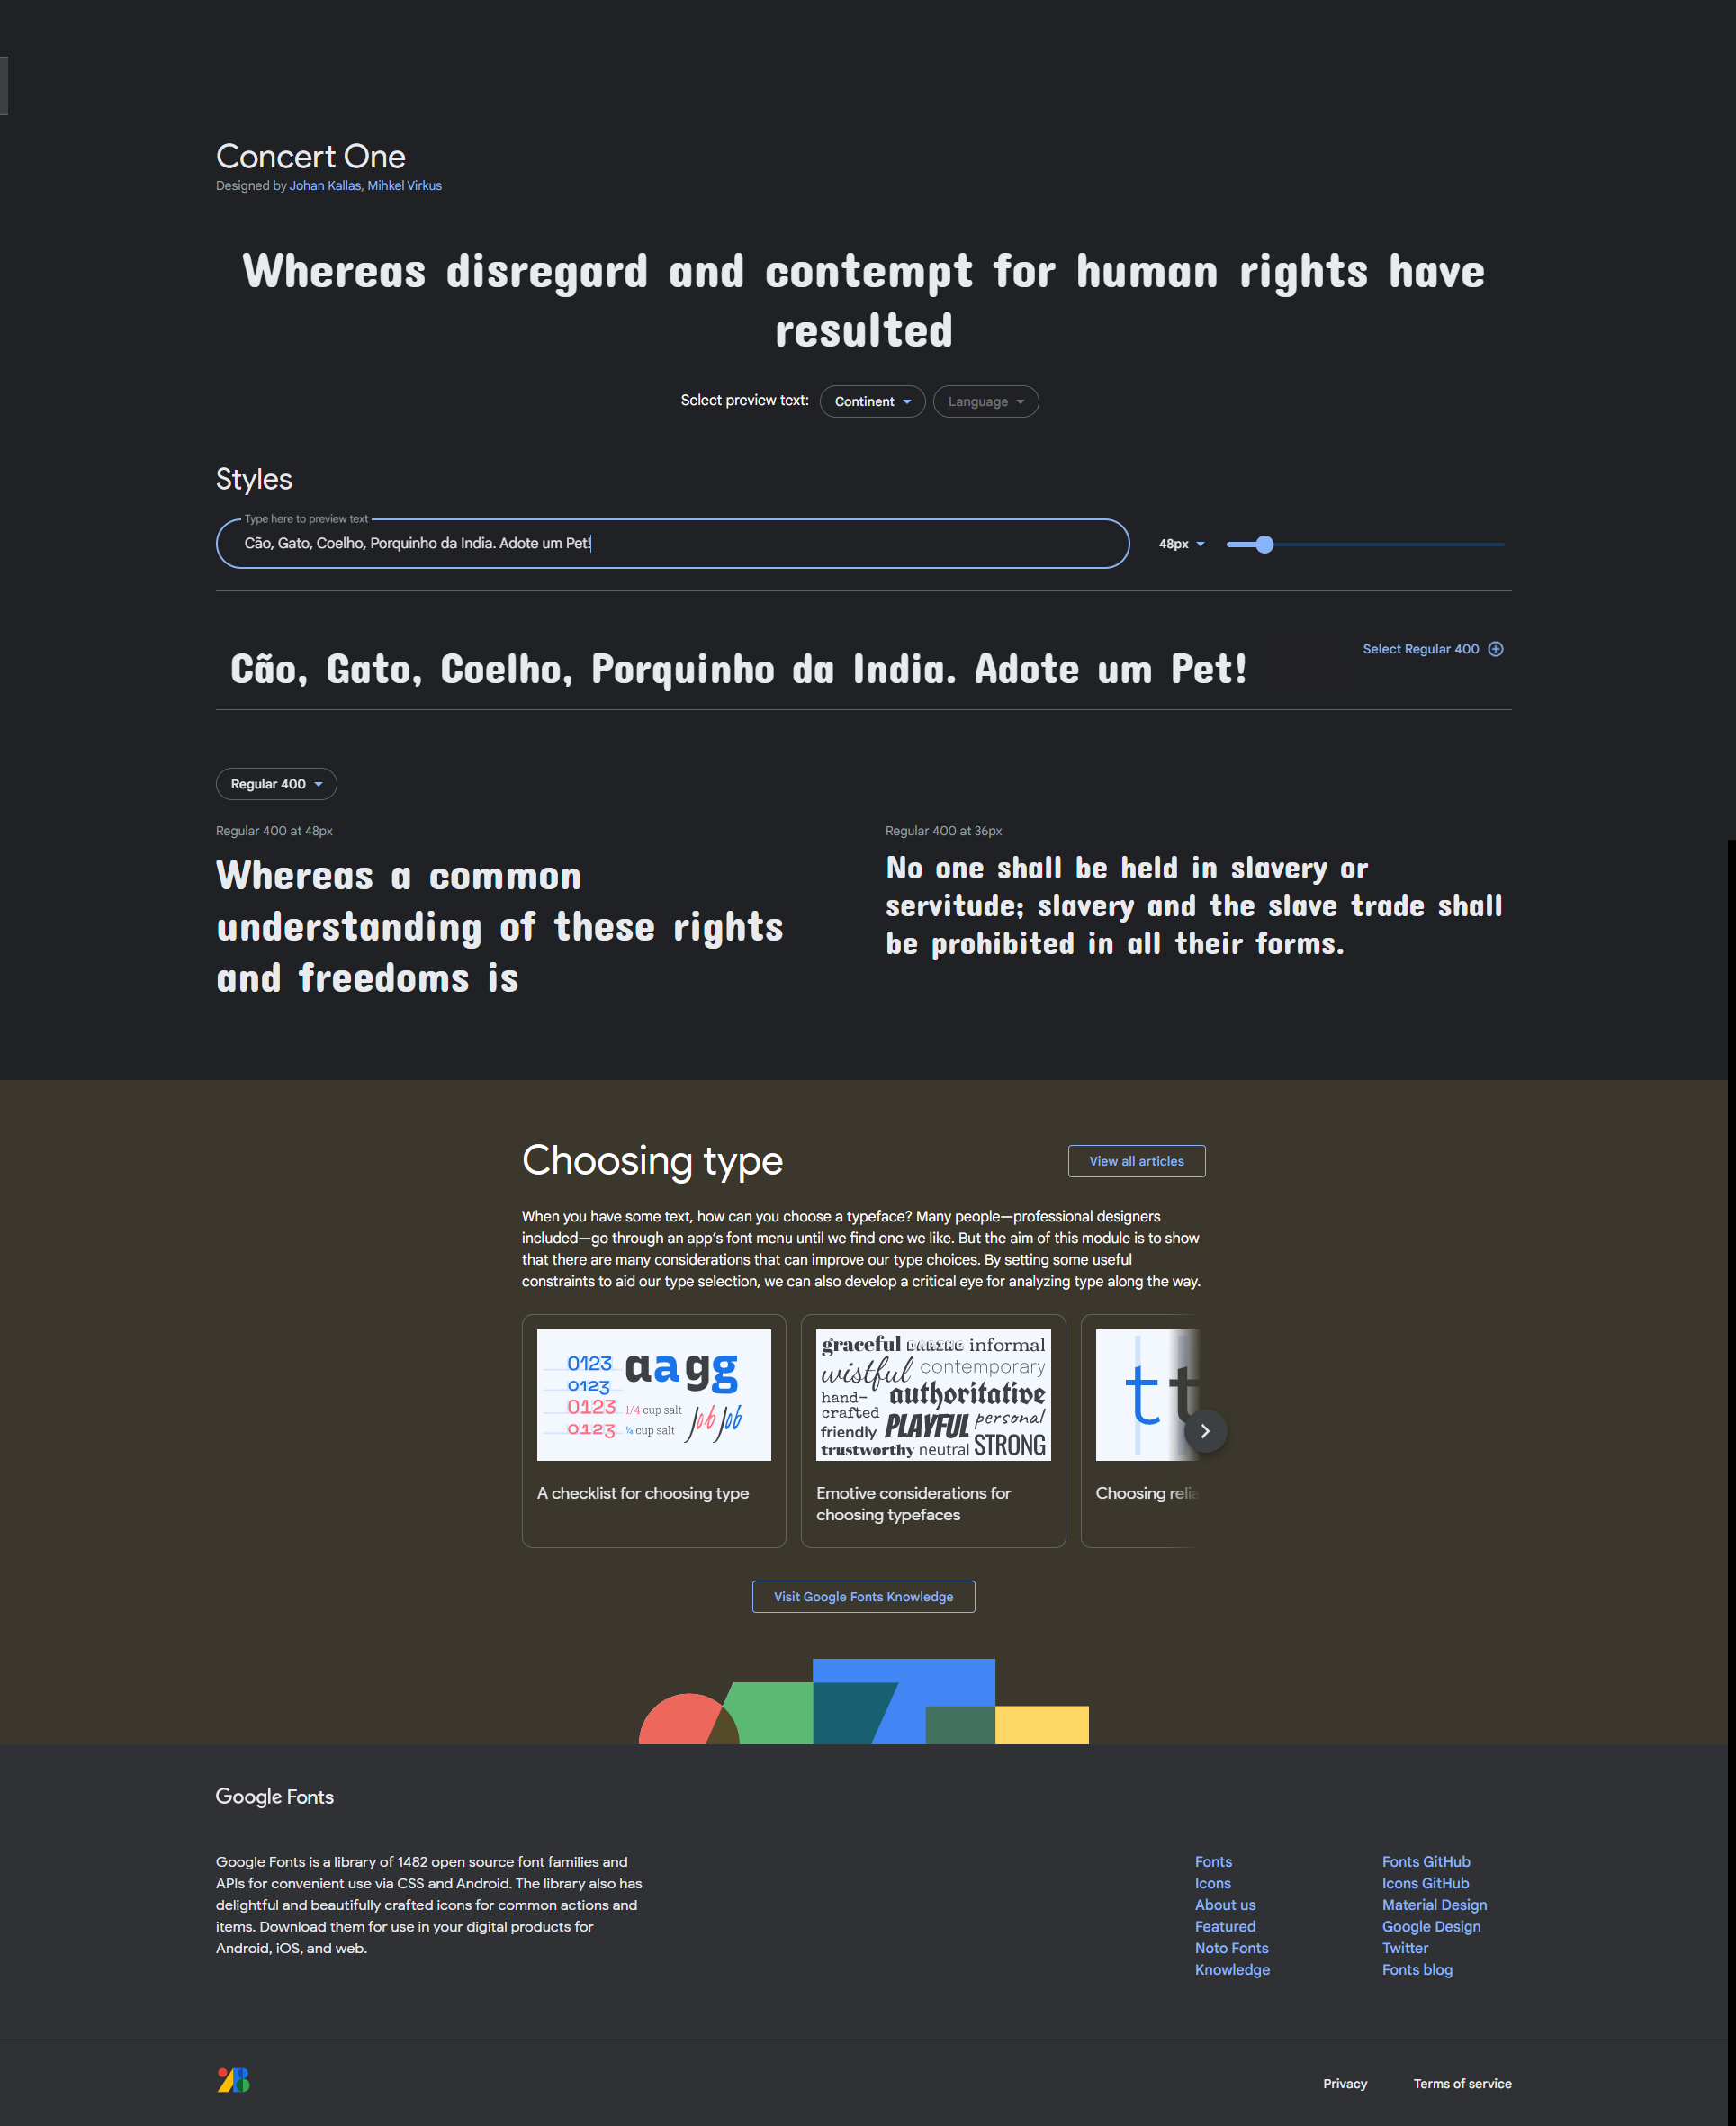 Concert One
Designed by Johan Kallas, Mihkel Virkus
Whereas disregard and contempt for human rights have
resulted
Select preview text: Continent Language
Styles
Type here to preview text
Cão, Gato, Coelho, Porquinho da India. Adote um Pet!
48px
Cão, Gato, Coelho, Porquinho da India. Adote um Pet!
Select Regular 400
Regular 400
Regular 400 at 48px
Whereas a common
understanding of these rights
and freedoms is
Regular 400 at 36px
No one shall be held in slavery or
servitude; slavery and the slave trade shall
be prohibited in all their forms.
Choosing type
View all articles
When you have some text, how can you choose a typeface? Many people—professional designers
included—go through an app’s font menu until we find one we like. But the aim of this module is to show
that there are many considerations that can improve our type choices. By setting some useful
constraints to aid our type selection, we can also develop a critical eye for analyzing type along the way.
0123
0123
0123
0123
aagg
1/4 cup salt
¼ cup salt
Job Job
A checklist for choosing type
graceful DARING informal
wistful contemporary
hand-
crafted
authoritative
friendly PLAYFUL personal
trustworthy neutral STRONG
Emotive considerations for
choosing typefaces
t t
Choosing relia
Visit Google Fonts Knowledge
Google Fonts
Google Fonts is a library of 1482 open source font families and
APIs for convenient use via CSS and Android. The library also has
delightful and beautifully crafted icons for common actions and
items. Download them for use in your digital products for
Android, iOS, and web.
Fonts
Icons
About us
Featured
Noto Fonts
Knowledge
Fonts GitHub
Icons GitHub
Material Design
Google Design
Twitter
Fonts blog
Privacy
Terms of service